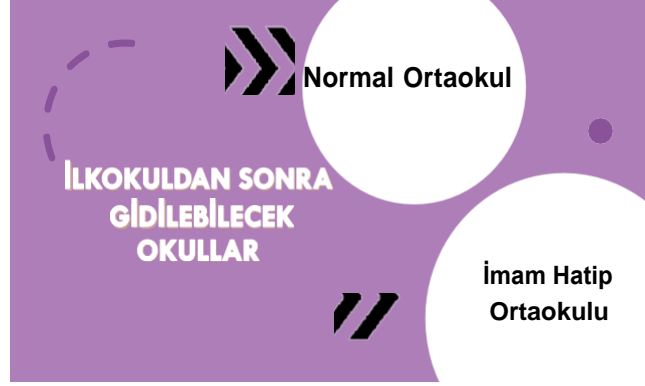 Normal Ortaokul
İLKOKULDAN SONRA
GİDİLEBİLECEK
OKULLAR
İmam Hatip
Ortaokulu